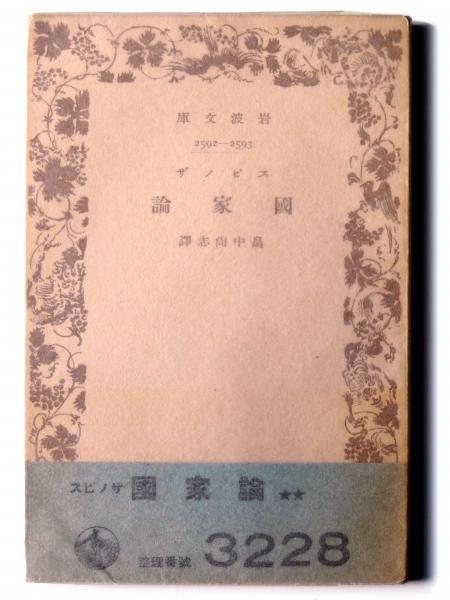 岩波文庫
2592—2593
スピノザ
國家論
畠中尚志譯
スピノザ 國家論 ★★
整理番號 3228